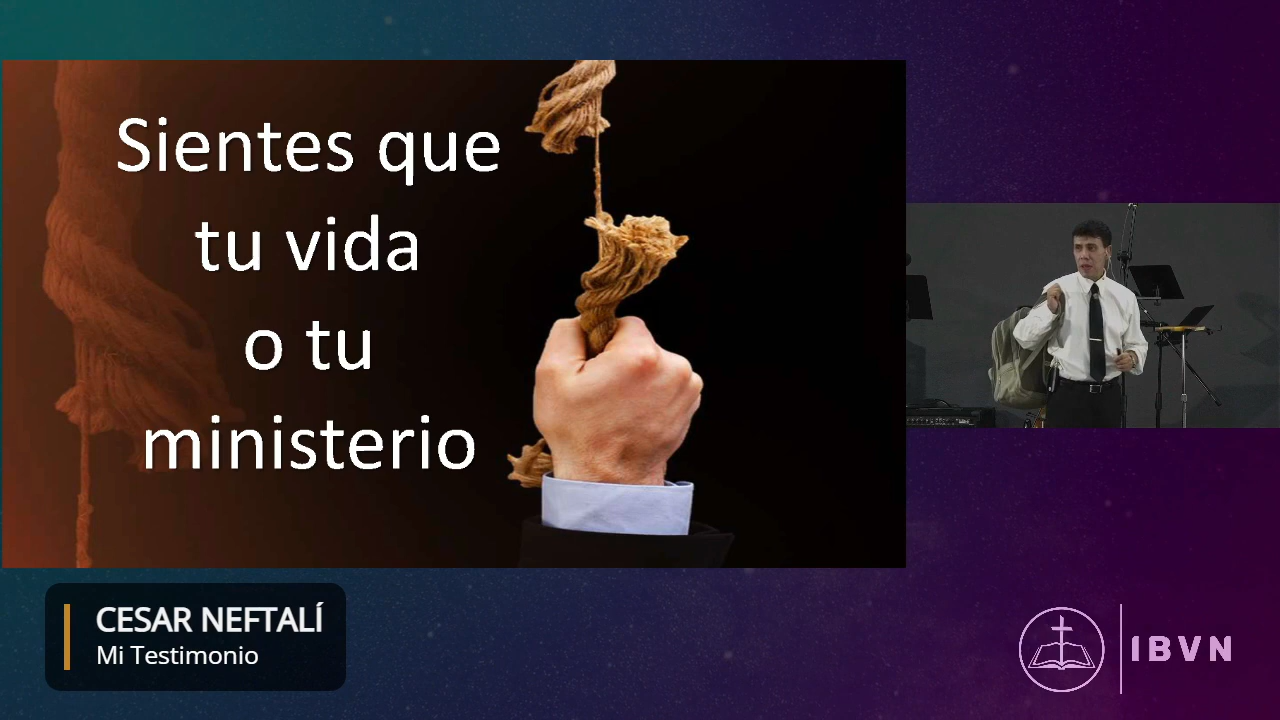 Sientes que
tu vida
o tu
ministerio
CESAR NEFTALÍ
Mi Testimonio
IBVN